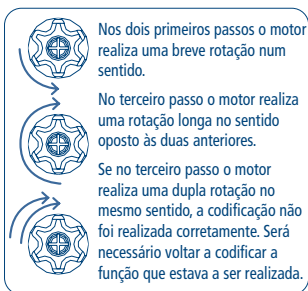 Nos dois primeiros passos o motor
realiza uma breve rotação num
sentido.
No terceiro passo o motor realiza
uma rotação longa no sentido
oposto às duas anteriores.
Se no terceiro passo o motor
realiza uma dupla rotação no
mesmo sentido, a codificação não
foi realizada corretamente. Será
necessário voltar a codificar a
função que estava a ser realizada.